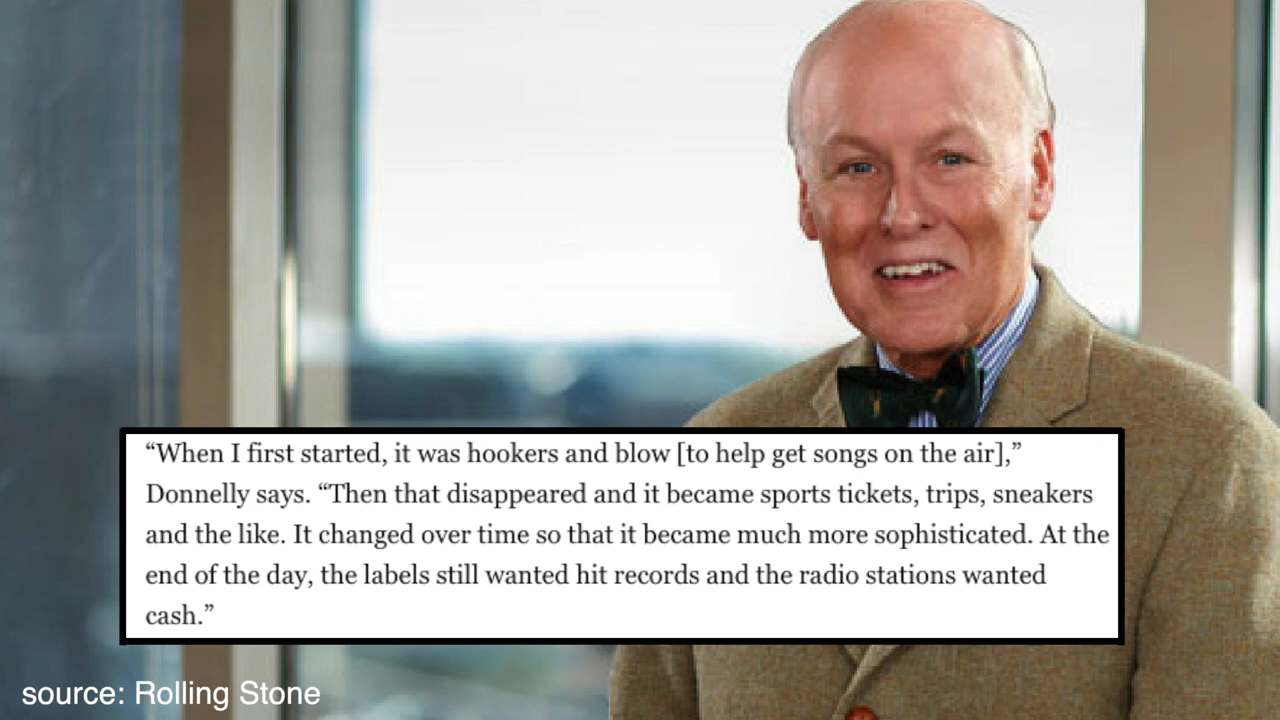 “When I first started, it was hookers and blow [to help get songs on the air],”
Donnelly says. “Then that disappeared and it became sports tickets, trips, sneakers
and the like. It changed over time so that it became much more sophisticated. At the
end of the day, the labels still wanted hit records and the radio stations wanted
cash.”
source: Rolling Stone